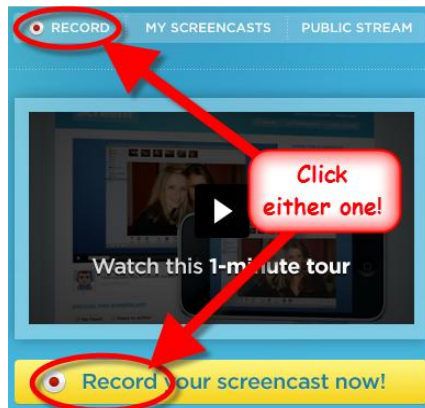 RECORD MY SCREENCASTS PUBLIC STREAM
Click
either one!
Watch this 1-minute tour
Record your screencast now!